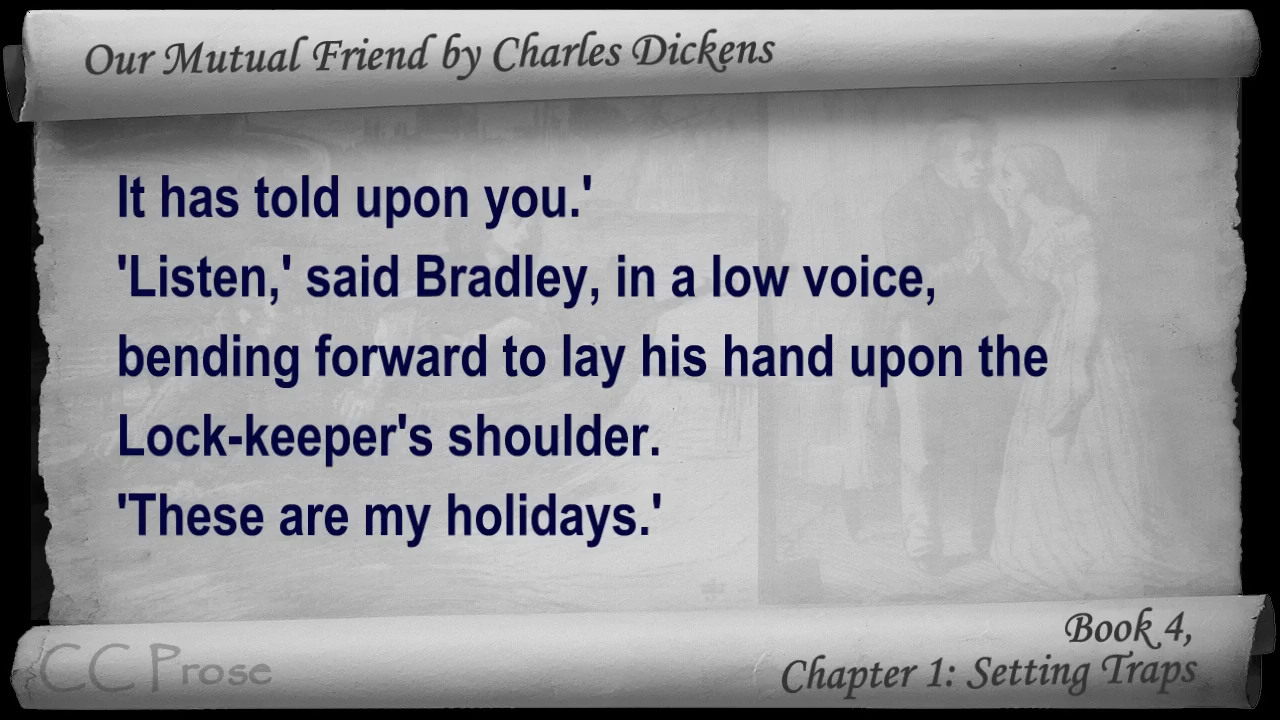 Our Mutual Friend by Charles Dickens
It has told upon you.'
'Listen,' said Bradley, in a low voice,
bending forward to lay his hand upon the
Lock-keeper's shoulder.
'These are my holidays.'
CC Prose
Book 4,
Chapter 1: Setting Traps